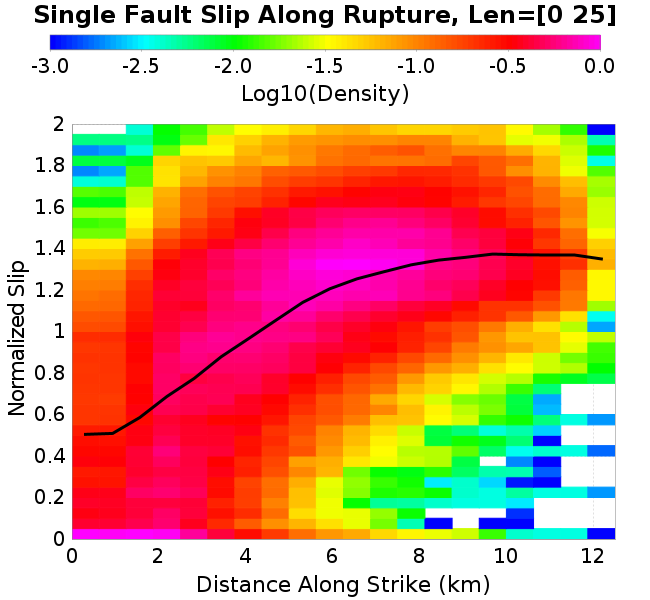 Single Fault Slip Along Rupture, Len=[0 25]
-3.0 -2.5 -2.0 -1.5 -1.0 -0.5 0.0
Log10(Density)
2
1.8
1.6
1.4
1.2
1
0.8
0.6
0.4
0.2
0
Normalized Slip
0 2 4 6 8 10 12
Distance Along Strike (km)